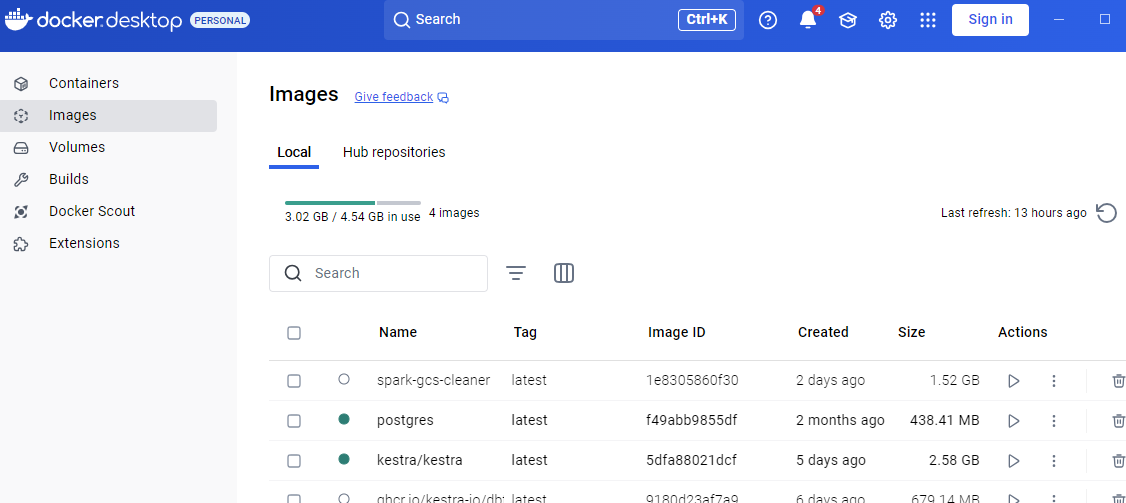 docker.desktop PERSONAL Search Ctrl+K 4 Sign in
Containers
Images
Volumes
Builds
Docker Scout
Extensions
Images Give feedback
Local Hub repositories
3.02 GB / 4.54 GB in use 4 images Last refresh: 13 hours ago
Search
Name Tag Image ID Created Size Actions
spark-gcs-cleaner latest 1e8305860f30 2 days ago 1.52 GB
postgres latest f49abb9855df 2 months ago 438.41 MB
kestra/kestra latest 5dfa88021dcf 5 days ago 2.58 GB
ghcr.io/kestra-io/db latest 9180d23af7a9 6 days ago 679.14 MB